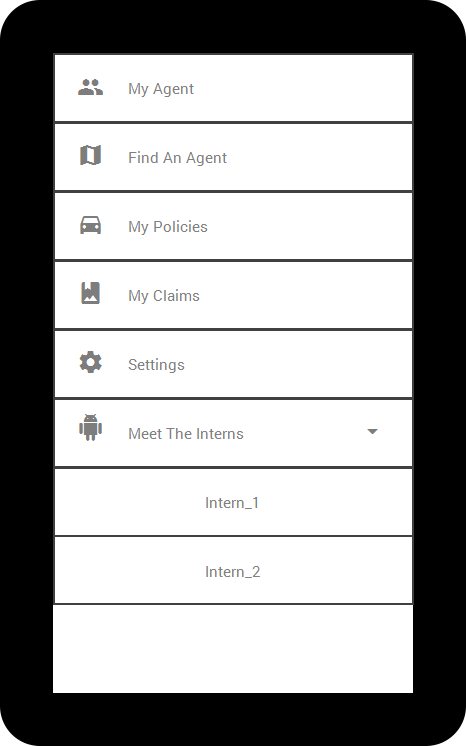 My Agent
Find An Agent
My Policies
My Claims
Settings
Meet The Interns
Intern_1
Intern_2